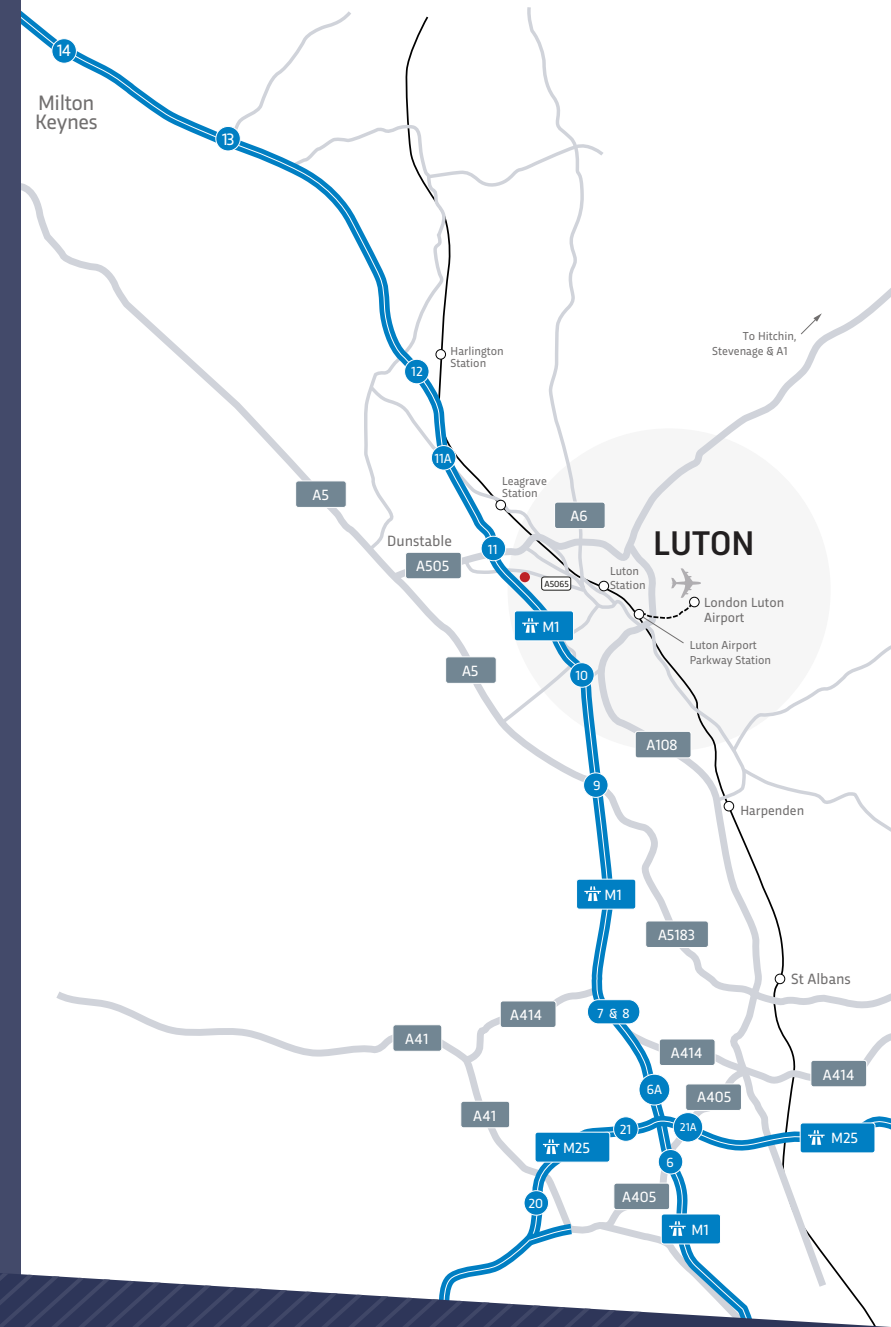 14
Milton
Keynes
13
To Hitchin,
Stevenage & A1
Harlington
Station
12
11A
Leagrave
Station
A5
A6
Dunstable
11
LUTON
A505
A5065
Luton
Station
London Luton
Airport
M1
Luton Airport
Parkway Station
A5
10
A108
9
Harpenden
M1
A5183
St Albans
A414
7 & 8
A41
A414
A414
6A
A405
A41
21
21A
M25
M25
6
A405
20
M1